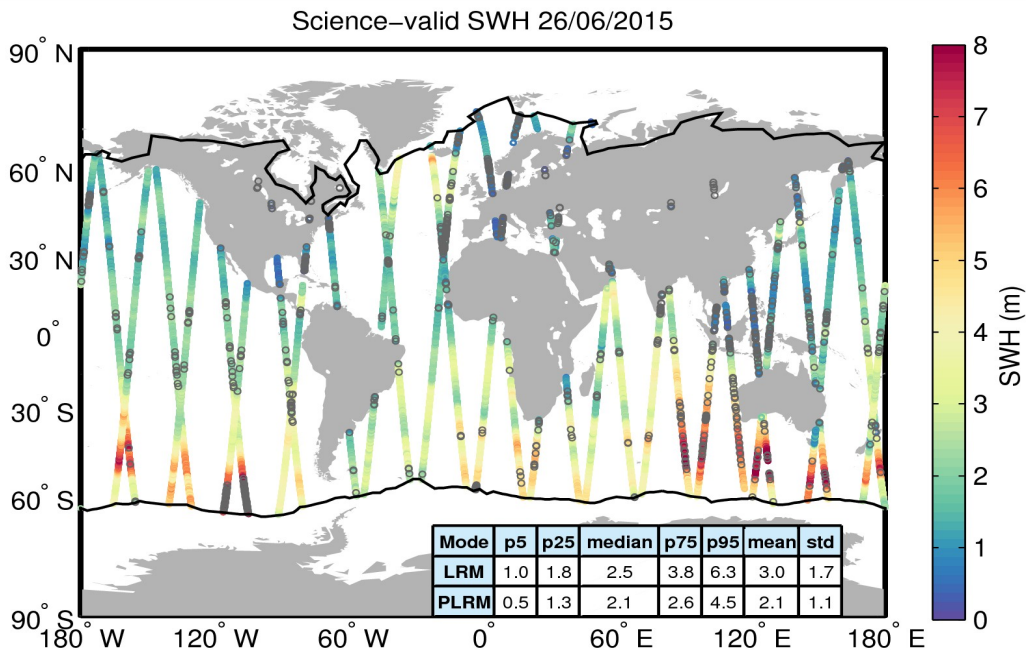 Science−valid SWH 26/06/2015
90° N
60° N
30° N
0°
30° S
60° S
90° S
180° W
120° W
60° W
0°
60° E
120° E
180° E
8
7
6
5
4
3
2
1
0
SWH (m)
Mode p5 p25 median p75 p95 mean std
LRM 1.0 1.8 2.5 3.8 6.3 3.0 1.7
PLRM 0.5 1.3 2.1 2.6 4.5 2.1 1.1